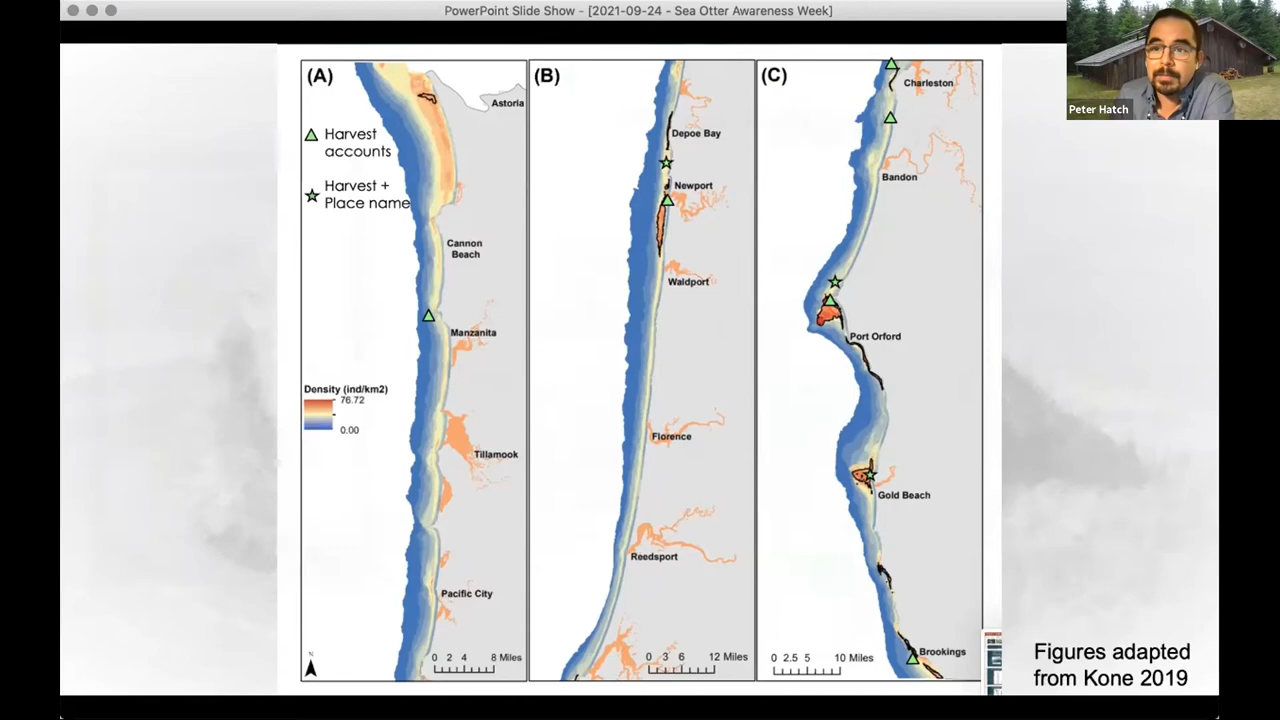 PowerPoint Slide Show - [2021-09-24 - Sea Otter Awareness Week]
Peter Hatch
(A)
Astoria
Harvest
accounts
Harvest +
Place name
Cannon
Beach
Manzanita
Density (ind/km2)
76.72
0.00
Tillamook
Pacific City
N
0 2 4 8 Miles
(B)
Depoe Bay
Newport
Waldport
Florence
Reedsport
0 3 6 12 Miles
(C)
Charleston
Bandon
Port Orford
Gold Beach
Brookings
0 2.5 5 10 Miles
Figures adapted
from Kone 2019